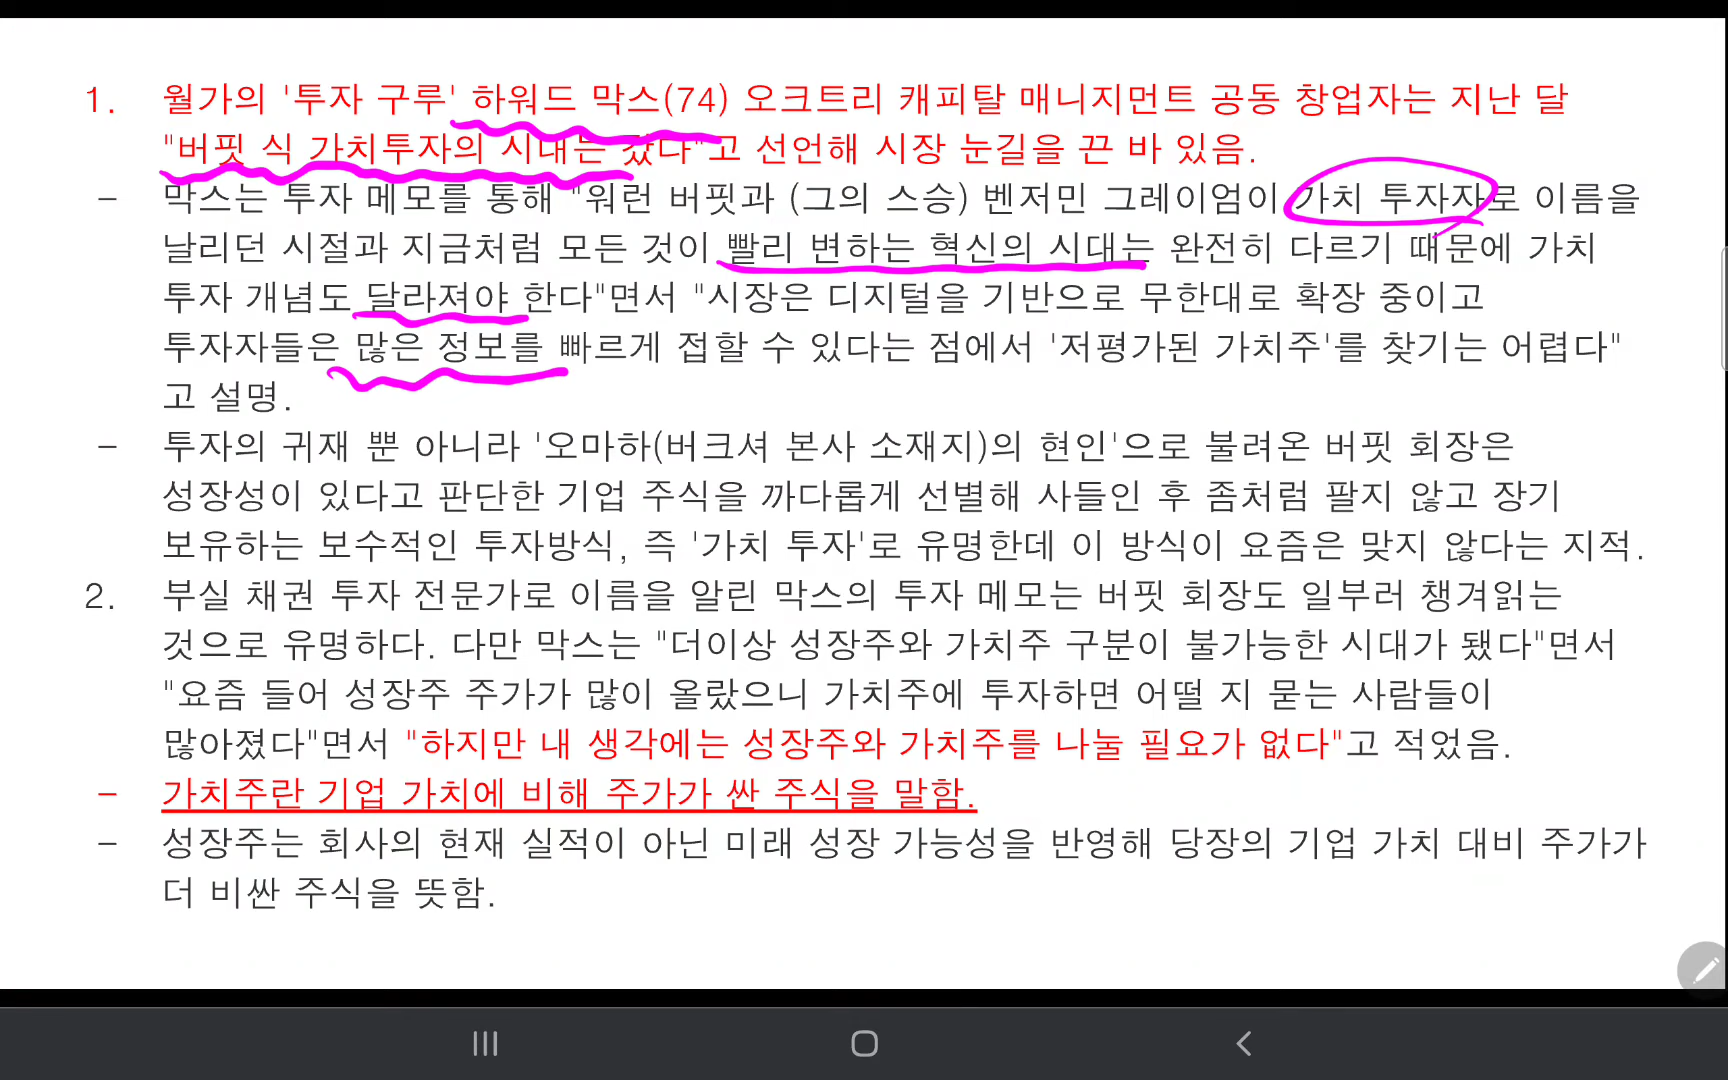 1. 월가의 '투자 구루' 하워드 막스(74) 오크트리 캐피탈 매니지먼트 공동 창업자는 지난 달
"버핏 식 가치투자의 시대는 갔다"고 선언해 시장 눈길을 끈 바 있음.
- 막스는 투자 메모를 통해 "워런 버핏과 (그의 스승) 벤저민 그레이엄이 가치 투자자로 이름을
날리던 시절과 지금처럼 모든 것이 빨리 변하는 혁신의 시대는 완전히 다르기 때문에 가치
투자 개념도 달라져야 한다"면서 "시장은 디지털을 기반으로 무한대로 확장 중이고
투자자들은 많은 정보를 빠르게 접할 수 있다는 점에서 '저평가된 가치주'를 찾기는 어렵다"
고 설명.
- 투자의 귀재 뿐 아니라 '오마하(버크셔 본사 소재지)의 현인'으로 불려온 버핏 회장은
성장성이 있다고 판단한 기업 주식을 까다롭게 선별해 사들인 후 좀처럼 팔지 않고 장기
보유하는 보수적인 투자방식, 즉 '가치 투자'로 유명한데 이 방식이 요즘은 맞지 않다는 지적.
2. 부실 채권 투자 전문가로 이름을 알린 막스의 투자 메모는 버핏 회장도 일부러 챙겨읽는
것으로 유명하다. 다만 막스는 "더이상 성장주와 가치주 구분이 불가능한 시대가 됐다"면서
"요즘 들어 성장주 주가가 많이 올랐으니 가치주에 투자하면 어떨 지 묻는 사람들이
많아졌다"면서 "하지만 내 생각에는 성장주와 가치주를 나눌 필요가 없다"고 적었음.
- 가치주란 기업 가치에 비해 주가가 싼 주식을 말함.
- 성장주는 회사의 현재 실적이 아닌 미래 성장 가능성을 반영해 당장의 기업 가치 대비 주가가
더 비싼 주식을 뜻함.